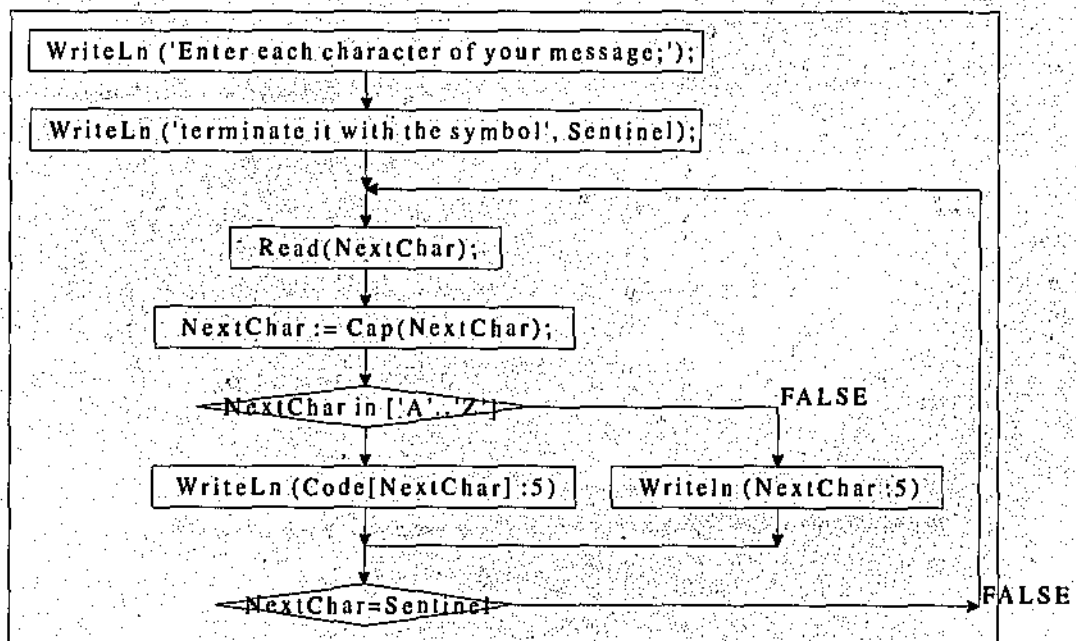 WriteLn ('Enter each character of your message;');
WriteLn ('terminate it with the symbol', Sentinel);
Read(NextChar);
NextChar := Cap(NextChar);
NextChar in ['A'..'Z']
FALSE
WriteLn (Code[NextChar] :5)
Writeln (NextChar :5)
NextChar=Sentinel
FALSE